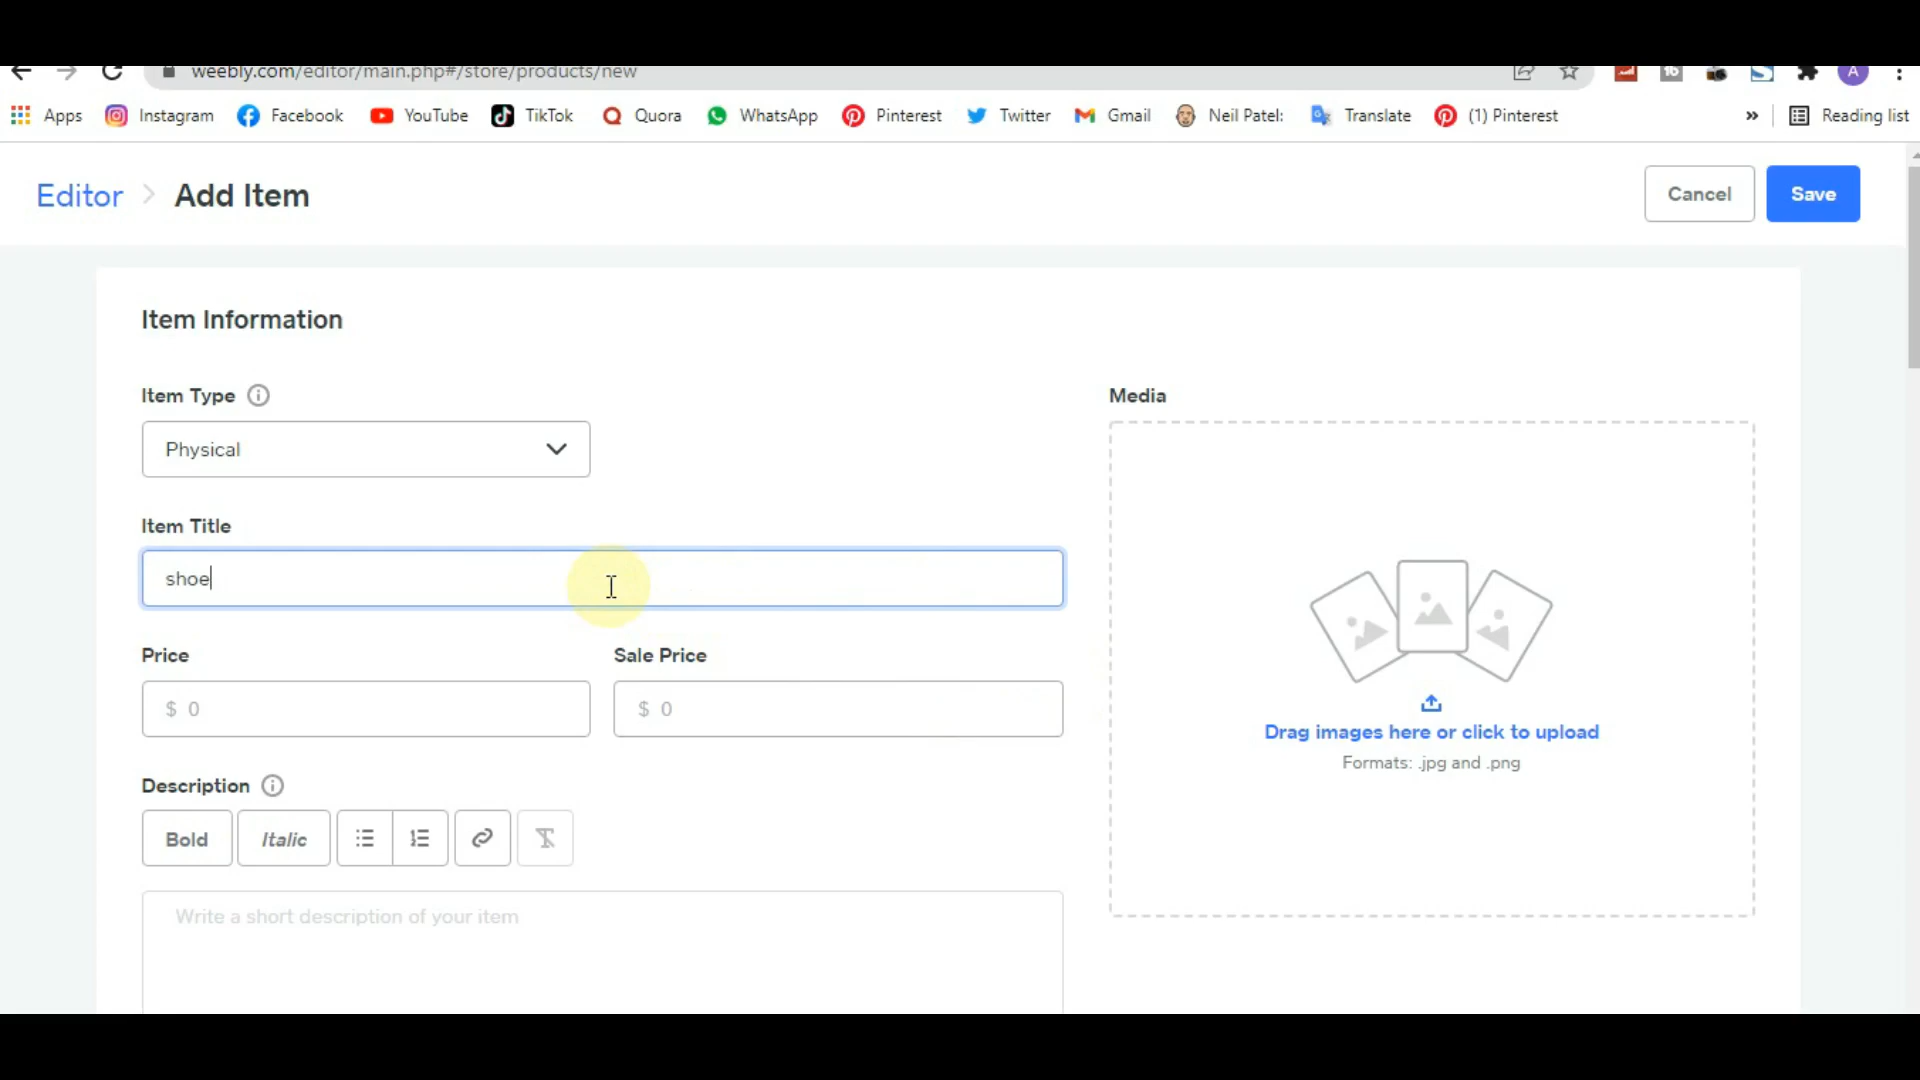 weebly.com/editor/main.php#/store/products/new
Apps Instagram Facebook YouTube TikTok Quora WhatsApp Pinterest Twitter Gmail Neil Patel: Translate (1) Pinterest » Reading list
Editor > Add Item
Cancel Save
Item Information
Item Type
Physical
Item Title
shoe
Price Sale Price
$ 0 $ 0
Description
Bold Italic
Write a short description of your item
Media
Drag images here or click to upload
Formats: .jpg and .png
A